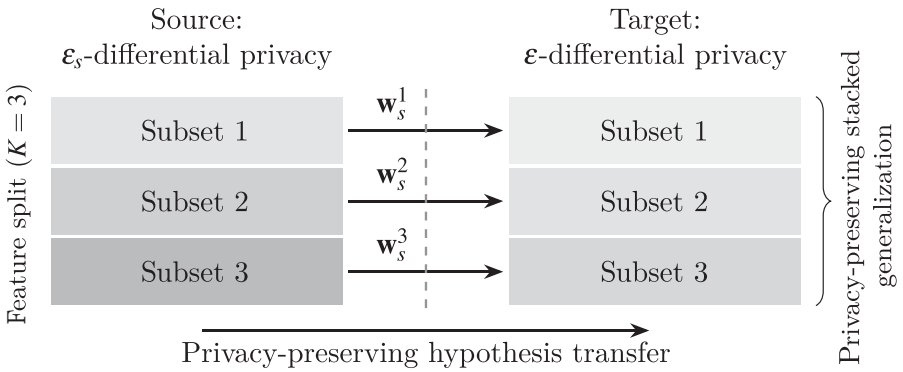 Source:
εs-differential privacy
Target:
ε-differential privacy
Feature split (K = 3)
Subset 1
Subset 2
Subset 3
w_s^1
w_s^2
w_s^3
Subset 1
Subset 2
Subset 3
Privacy-preserving stacked
generalization
Privacy-preserving hypothesis transfer